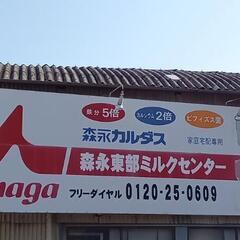 鉄分 5倍 カルシウム 2倍 ビフィズス菌
森永カルダス 家庭宅配専用
森永東部ミルクセンター
naga フリーダイヤル 0120-25-0609